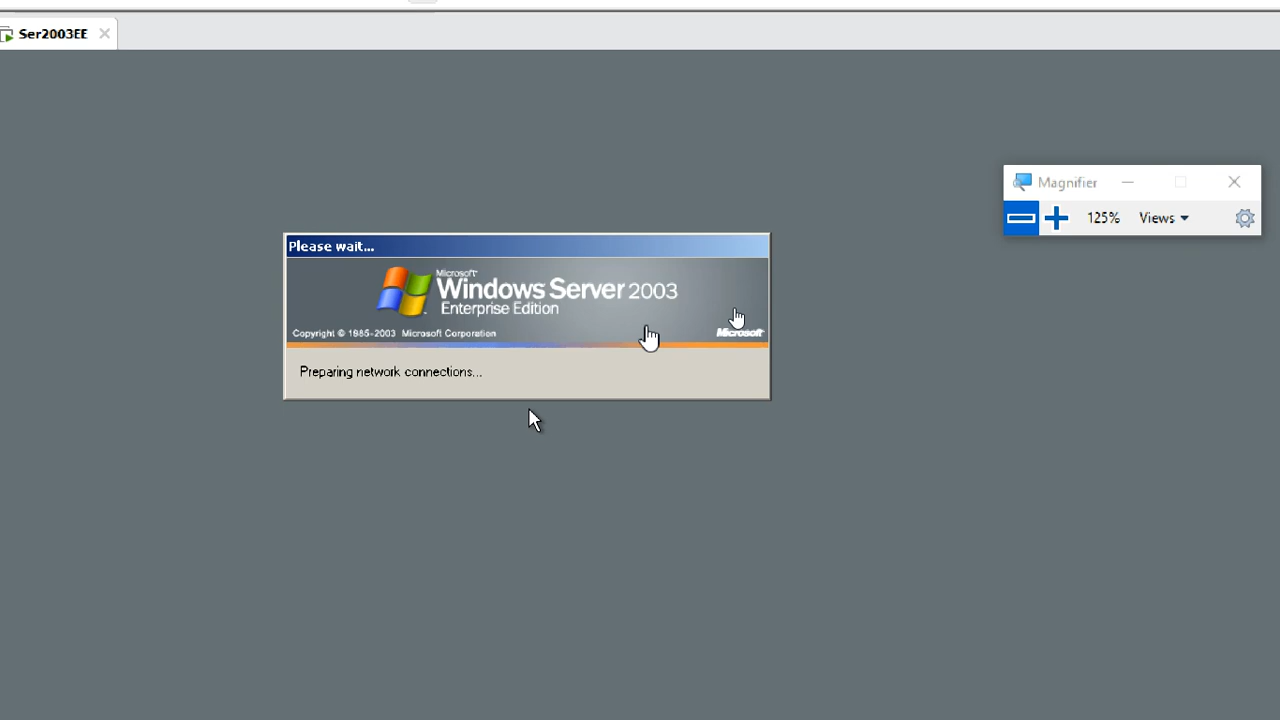 Ser2003EE
Magnifier
125% Views
Please wait...
Microsoft
Windows Server 2003
Enterprise Edition
Copyright © 1985-2003 Microsoft Corporation
Microsoft
Preparing network connections...